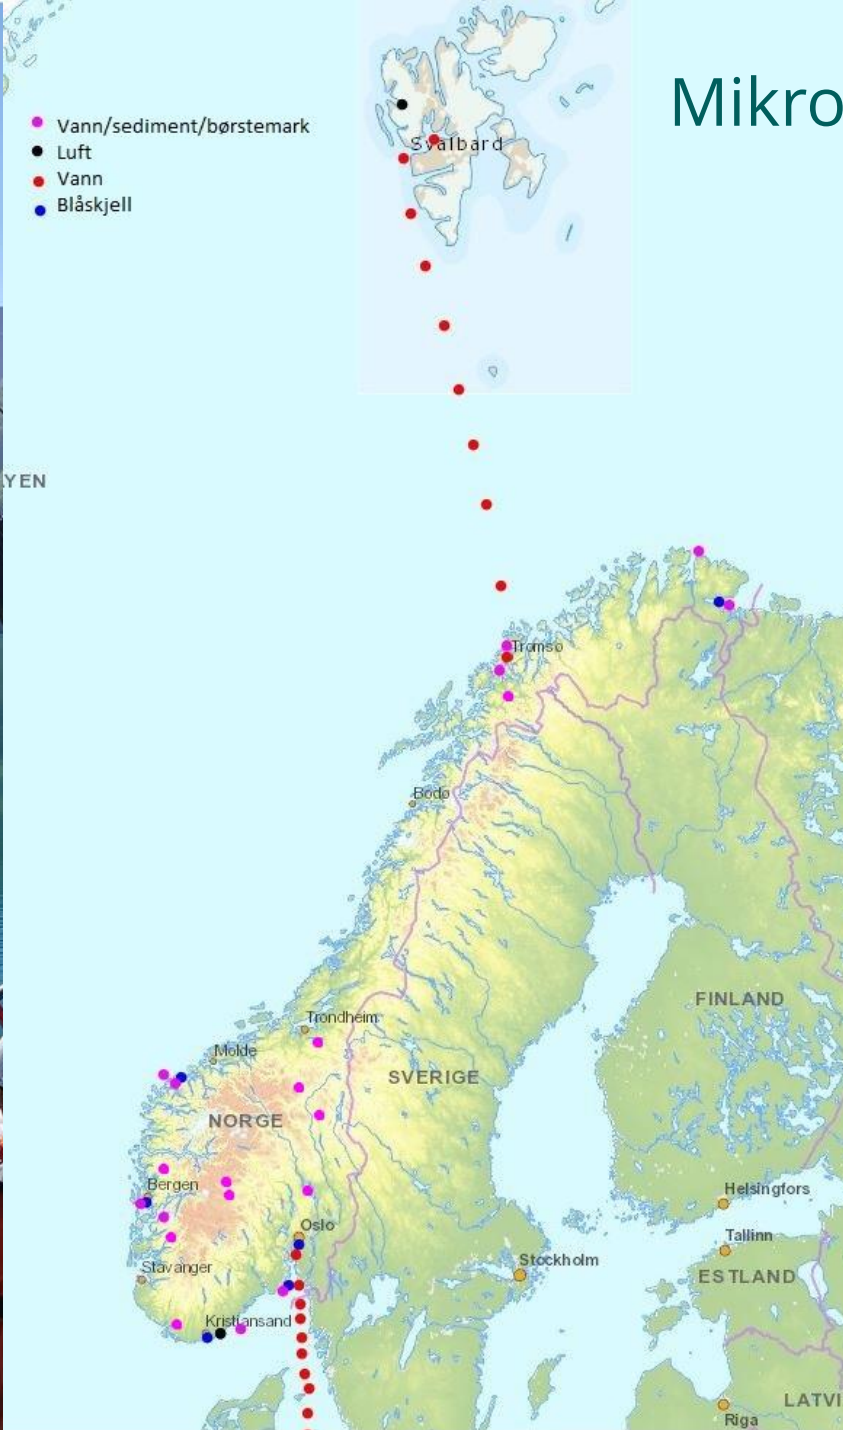 Mikro
Vann/sediment/børstemark
Luft
Vann
Blåskjell
Svalbard
YEN
Tromsø
Bodø
Trondheim
Molde
FINLAND
SVERIGE
NORGE
Bergen
Helsingfors
Oslo
Tallinn
Stockholm
Stavanger
ESTLAND
Kristiansand
LATVI
Riga